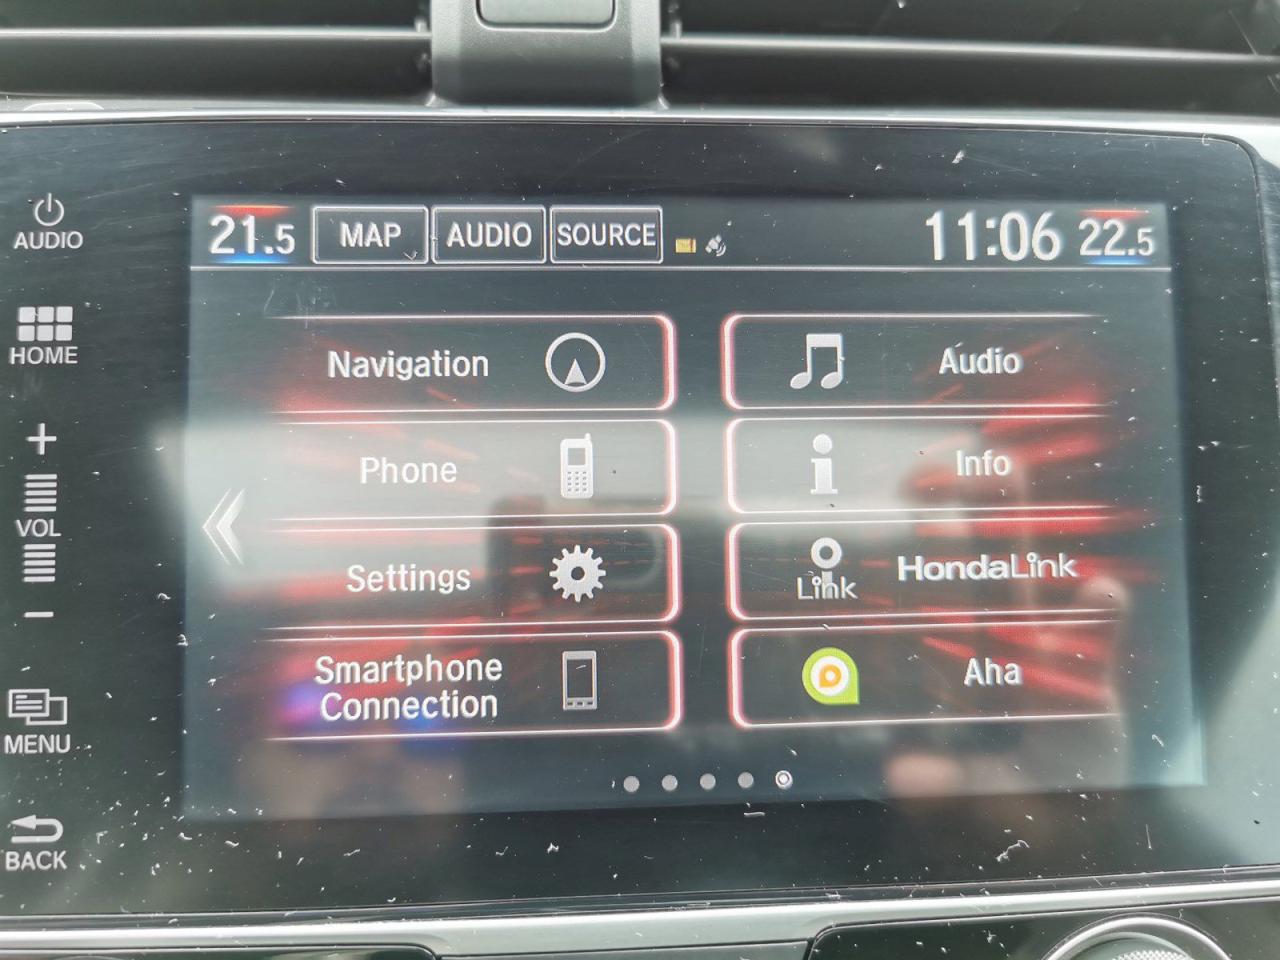 21.5 MAP AUDIO SOURCE 11:06 22.5
AUDIO
HOME
VOL
MENU
BACK
Navigation
Audio
Phone
Info
Settings
Link
HondaLink
Smartphone
Connection
Aha